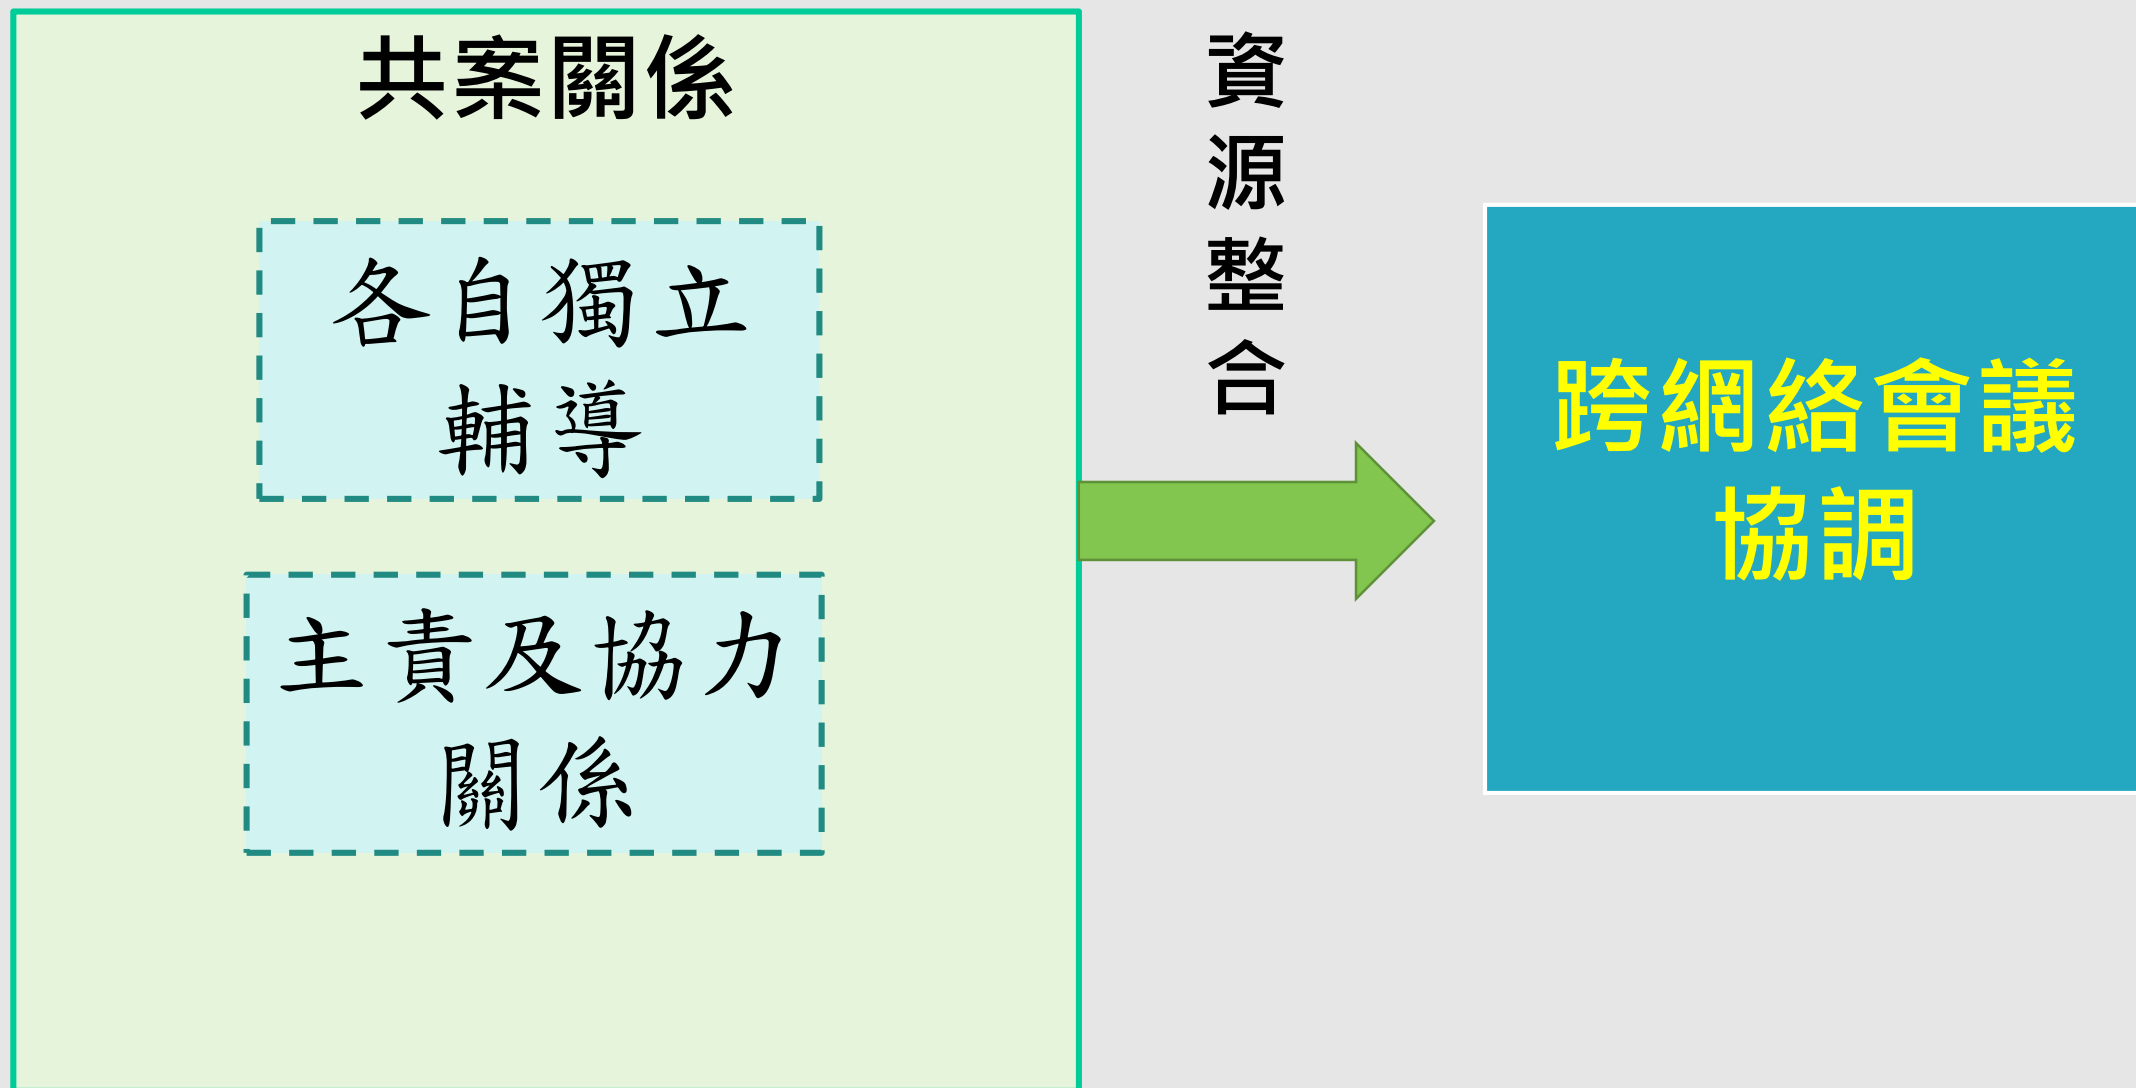 共案關係
各自獨立
輔導
主責及協力
關係
資源整合
跨網絡會議
協調